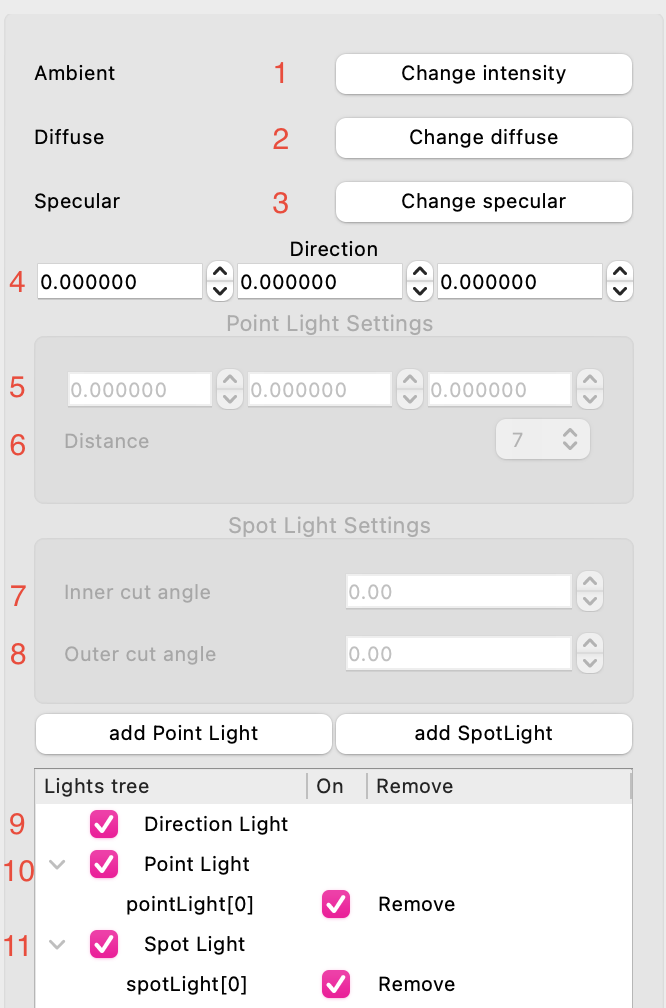 Ambient 1 Change intensity
Diffuse 2 Change diffuse
Specular 3 Change specular
Direction
4 0.000000 0.000000 0.000000
Point Light Settings
5 0.000000 0.000000 0.000000
6 Distance 7
Spot Light Settings
7 Inner cut angle 0.00
8 Outer cut angle 0.00
add Point Light add SpotLight
Lights tree On Remove
9 Direction Light
10 Point Light
pointLight[0] Remove
11 Spot Light
spotLight[0] Remove